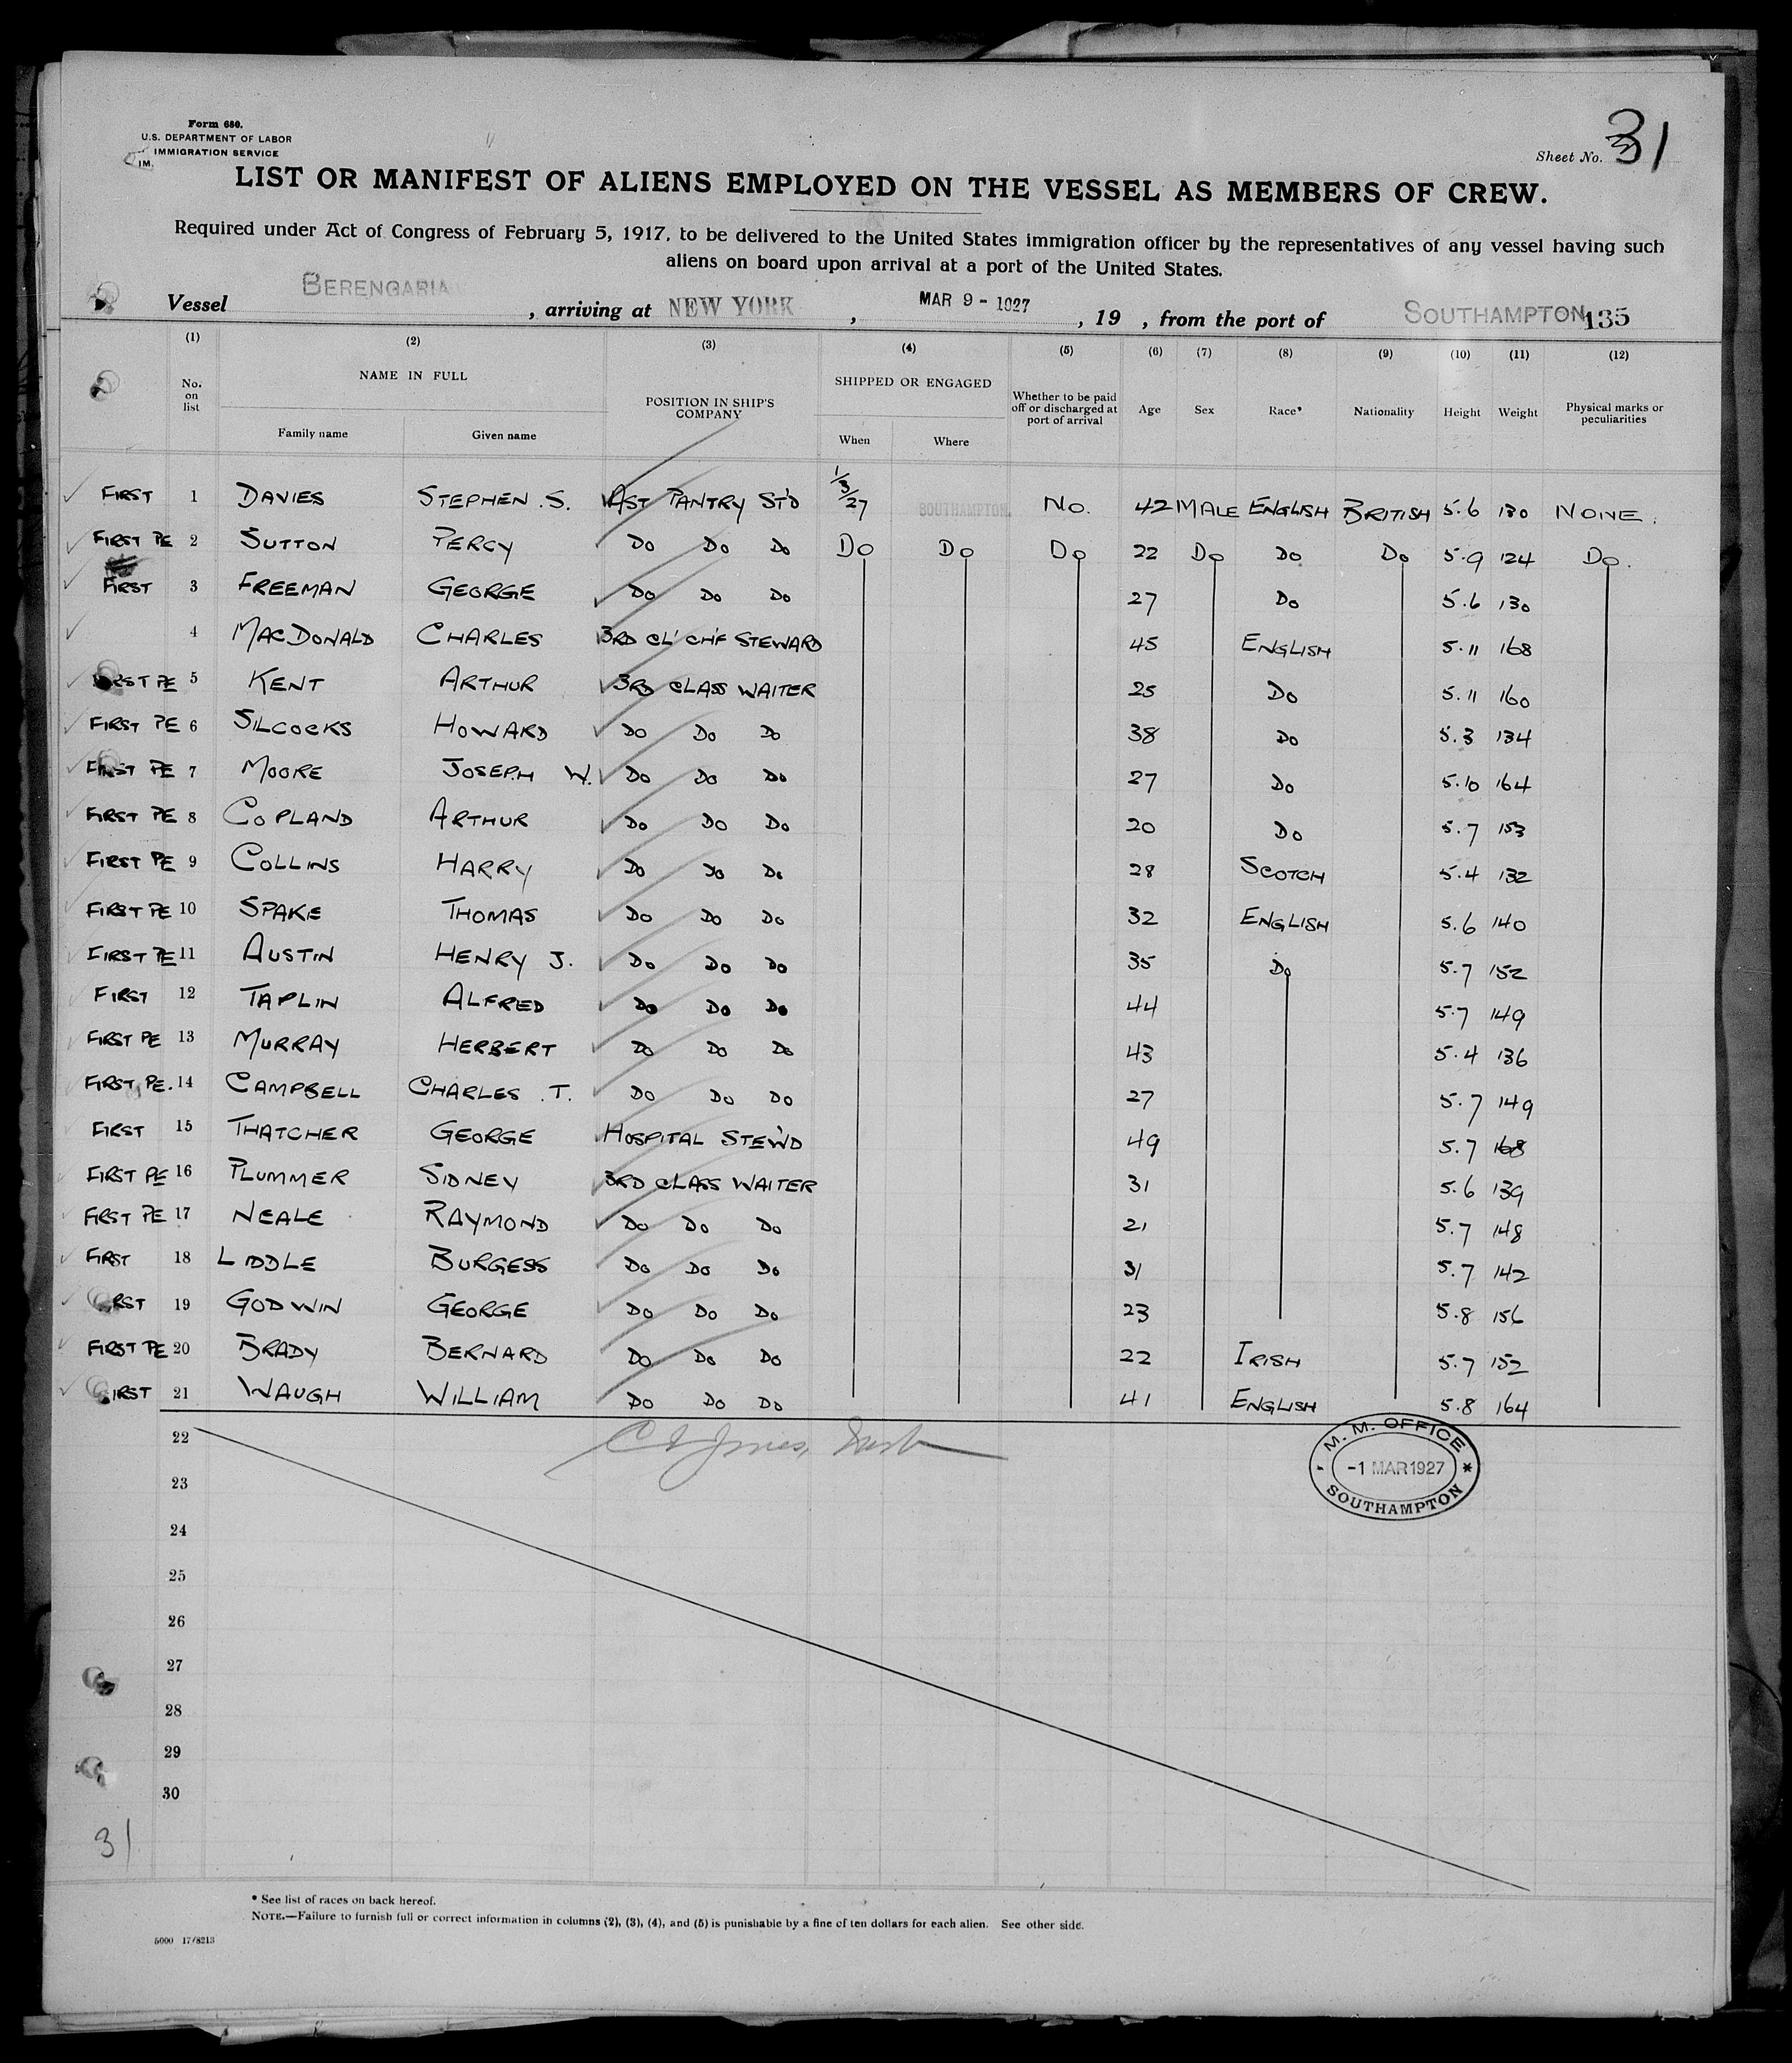 Form 680.
U.S. DEPARTMENT OF LABOR
IMMIGRATION SERVICE
IM.
Sheet No. 31
LIST OR MANIFEST OF ALIENS EMPLOYED ON THE VESSEL AS MEMBERS OF CREW.
Required under Act of Congress of February 5, 1917, to be delivered to the United States immigration officer by the representatives of any vessel having such
aliens on board upon arrival at a port of the United States.
Vessel BERENGARIA, arriving at NEW YORK, MAR 9 - 1927, 19 , from the port of SOUTHAMPTON 135
(1) (2) (3) (4) (5) (6) (7) (8) (9) (10) (11) (12)
No. on list NAME IN FULL POSITION IN SHIP'S COMPANY SHIPPED OR ENGAGED Whether to be paid off or discharged at port of arrival Age Sex Race* Nationality Height Weight Physical marks or peculiarities
Family name Given name When Where
FIRST 1 DAVIES STEPHEN .S. AST PANTRY ST'D 1/3/27 SOUTHAMPTON. NO. 42 MALE ENGLISH BRITISH 5.6 130 NONE.
FIRST PE 2 SUTTON PERCY DO DO DO DO DO DO 22 DO DO DO 5.9 124 DO.
FIRST 3 FREEMAN GEORGE DO DO DO 27 DO 5.6 130
4 MACDONALD CHARLES 3RD CL' CH'F STEWARD 45 ENGLISH 5.11 168
FIRST PE 5 KENT ARTHUR 3RD CLASS WAITER 25 DO 5.11 160
FIRST PE 6 SILCOCKS HOWARD DO DO DO 38 DO 5.3 134
FIRST PE 7 MOORE JOSEPH W. DO DO DO 27 DO 5.10 164
FIRST PE 8 COPLAND ARTHUR DO DO DO 20 DO 5.7 153
FIRST PE 9 COLLINS HARRY DO DO DO 28 SCOTCH 5.4 132
FIRST PE 10 SPAKE THOMAS DO DO DO 32 ENGLISH 5.6 140
FIRST PE 11 AUSTIN HENRY J. DO DO DO 35 DO 5.7 152
FIRST 12 TAPLIN ALFRED DO DO DO 44 5.7 149
FIRST PE 13 MURRAY HERBERT DO DO DO 43 5.4 136
FIRST PE. 14 CAMPBELL CHARLES .T. DO DO DO 27 5.7 149
FIRST 15 THATCHER GEORGE HOSPITAL STEW'D 49 5.7 168
FIRST PE 16 PLUMMER SIDNEY 3RD CLASS WAITER 31 5.6 139
FIRST PE 17 NEALE RAYMOND DO DO DO 21 5.7 148
FIRST 18 LIDDLE BURGESS DO DO DO 31 5.7 142
FIRST 19 GODWIN GEORGE DO DO DO 23 5.8 156
FIRST PE 20 BRADY BERNARD DO DO DO 22 IRISH 5.7 152
FIRST 21 WAUGH WILLIAM DO DO DO 41 ENGLISH 5.8 164
22
M. M. OFFICE
-1 MAR 1927
SOUTHAMPTON
23
24
25
26
27
28
29
30
31
* See list of races on back hereof.
NOTE.—Failure to furnish full or correct information in columns (2), (3), (4), and (5) is punishable by a fine of ten dollars for each alien. See other side.
5000 17/8213